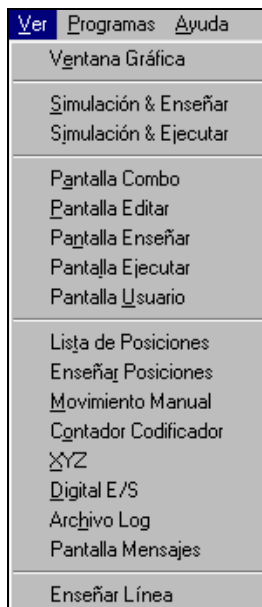 Ver Programas Ayuda
Ventana Gráfica
Simulación & Enseñar
Simulación & Ejecutar
Pantalla Combo
Pantalla Editar
Pantalla Enseñar
Pantalla Ejecutar
Pantalla Usuario
Lista de Posiciones
Enseñar Posiciones
Movimiento Manual
Contador Codificador
XYZ
Digital E/S
Archivo Log
Pantalla Mensajes
Enseñar Línea